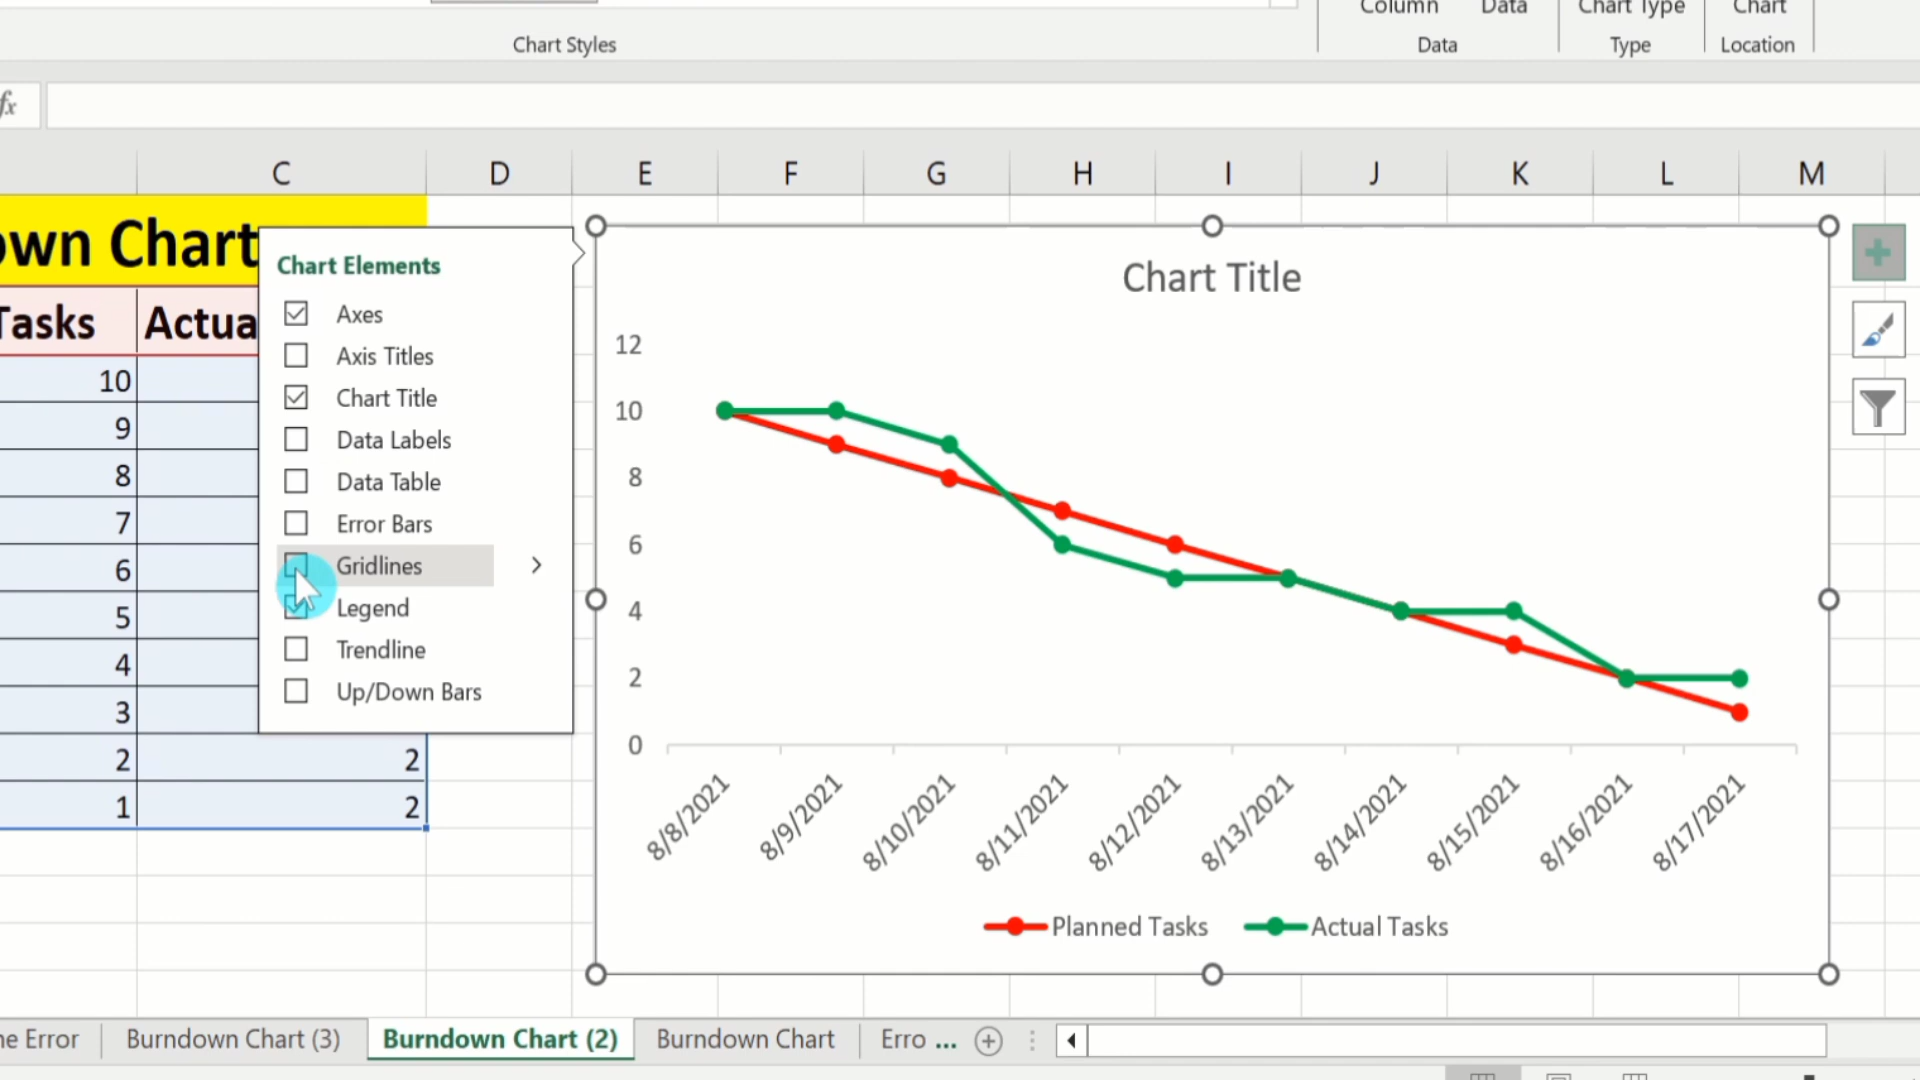 Column Data Chart Type Chart
Chart Styles Data Type Location
fx
C D E F G H I J K L M
own Chart
Tasks Actua
10
9
8
7
6
5
4
3
2 2
1 2
Chart Elements
Axes
Axis Titles
Chart Title
Data Labels
Data Table
Error Bars
Gridlines
Legend
Trendline
Up/Down Bars
Chart Title
12
10
8
6
4
2
0
8/8/2021 8/9/2021 8/10/2021 8/11/2021 8/12/2021 8/13/2021 8/14/2021 8/15/2021 8/16/2021 8/17/2021
Planned Tasks Actual Tasks
ne Error Burndown Chart (3) Burndown Chart (2) Burndown Chart Erro ...